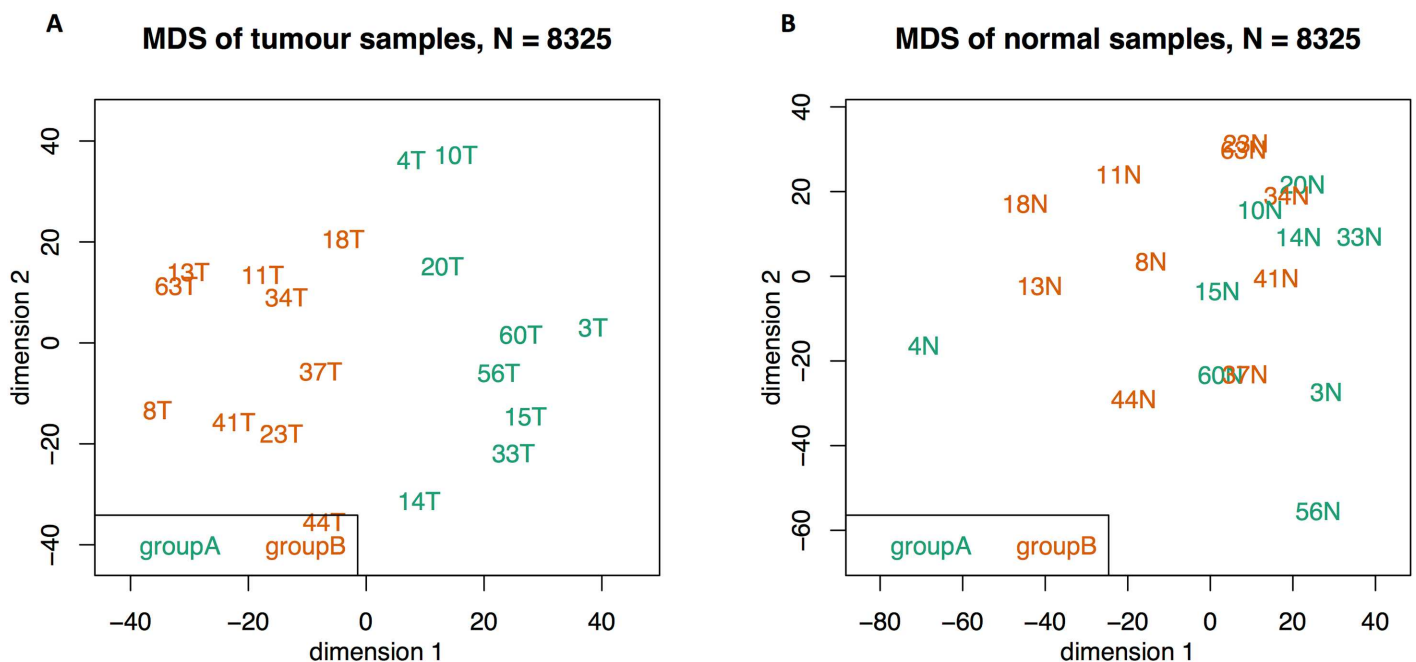 A
MDS of tumour samples, N = 8325
dimension 2
40
20
0
−20
−40
4T
10T
18T
20T
13T
63T
11T
34T
60T
3T
37T
56T
8T
41T
23T
15T
33T
14T
44T
groupA
groupB
−40
−20
0
20
40
dimension 1
B
MDS of normal samples, N = 8325
dimension 2
40
20
0
−20
−40
−60
23N
63N
11N
20N
34N
18N
10N
14N
33N
8N
41N
13N
15N
4N
60N
37N
3N
44N
56N
groupA
groupB
−80
−60
−40
−20
0
20
40
dimension 1